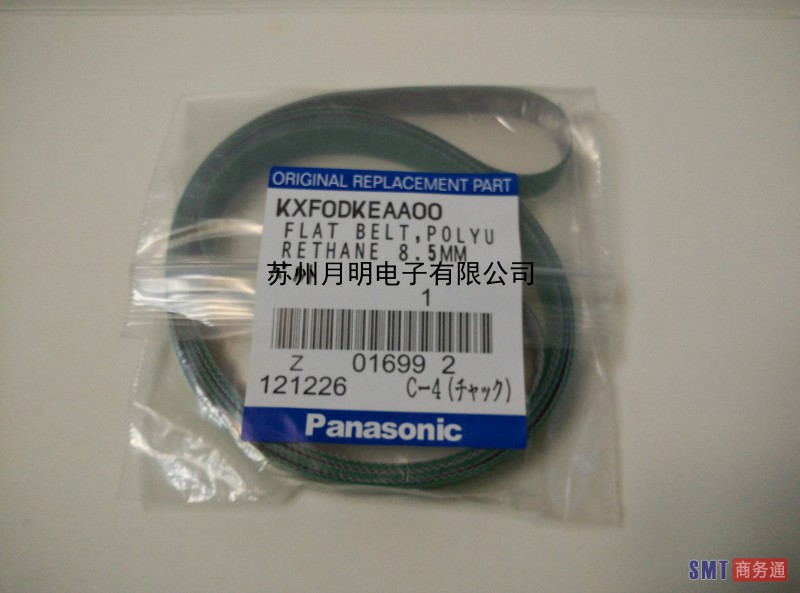 ORIGINAL REPLACEMENT PART
KXF0DKEAA00
FLAT BELT,POLYU
RETHANE 8.5MM
苏州月明电子有限公司
1
Z 01699 2
121226 C-4(チャック)
Panasonic
SMT 商务通